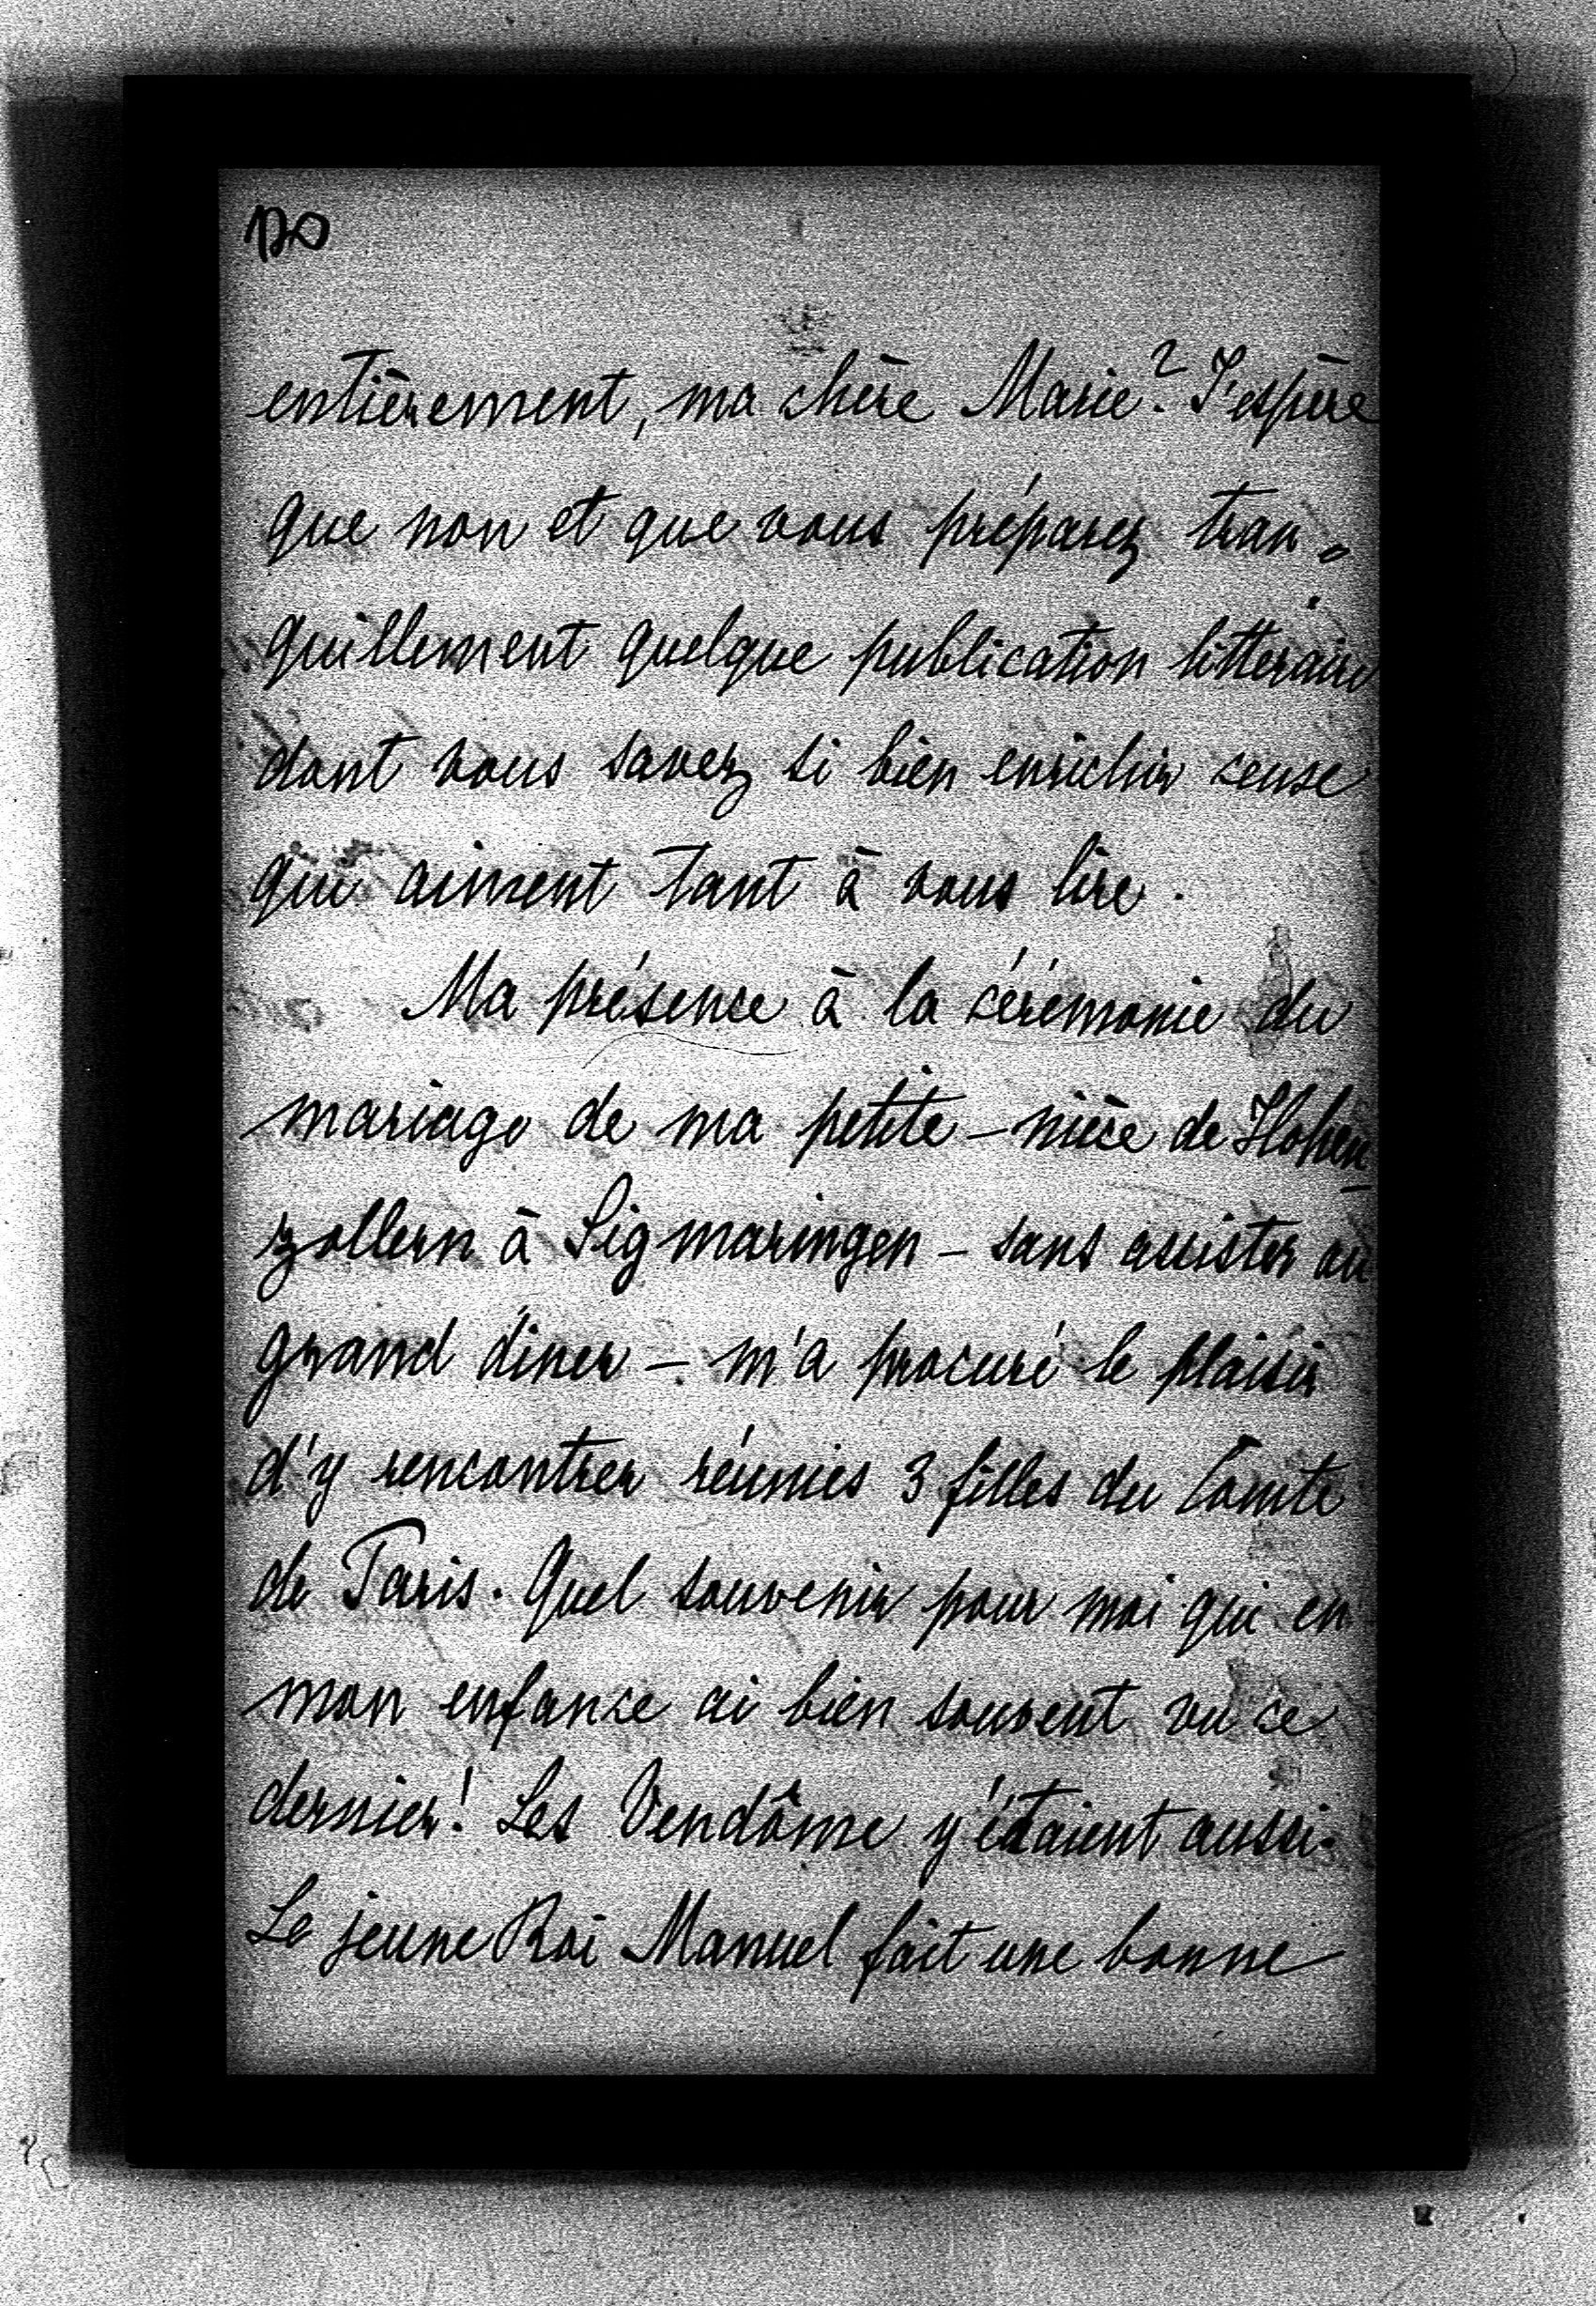 120
entièrement, ma chère Marie? J'espère
que non et que vous préparez tran-
quillement quelque publication littéraire
dont vous savez si bien enrichir ceuse
qui aiment tant à vous lire.
Ma présence à la cérémonie du
mariage de ma petite-nièce de Hohen-
zollern à Sigmaringen - sans assister au
grand dîner - m'a procuré le plaisir
d'y rencontrer réunies 3 filles du Comte
de Paris. Quel souvenir pour moi qui en
mon enfance ai bien souvent vu ce
dernier! Les Vendôme y étaient aussi.
Le jeune Roi Manuel fait une bonne